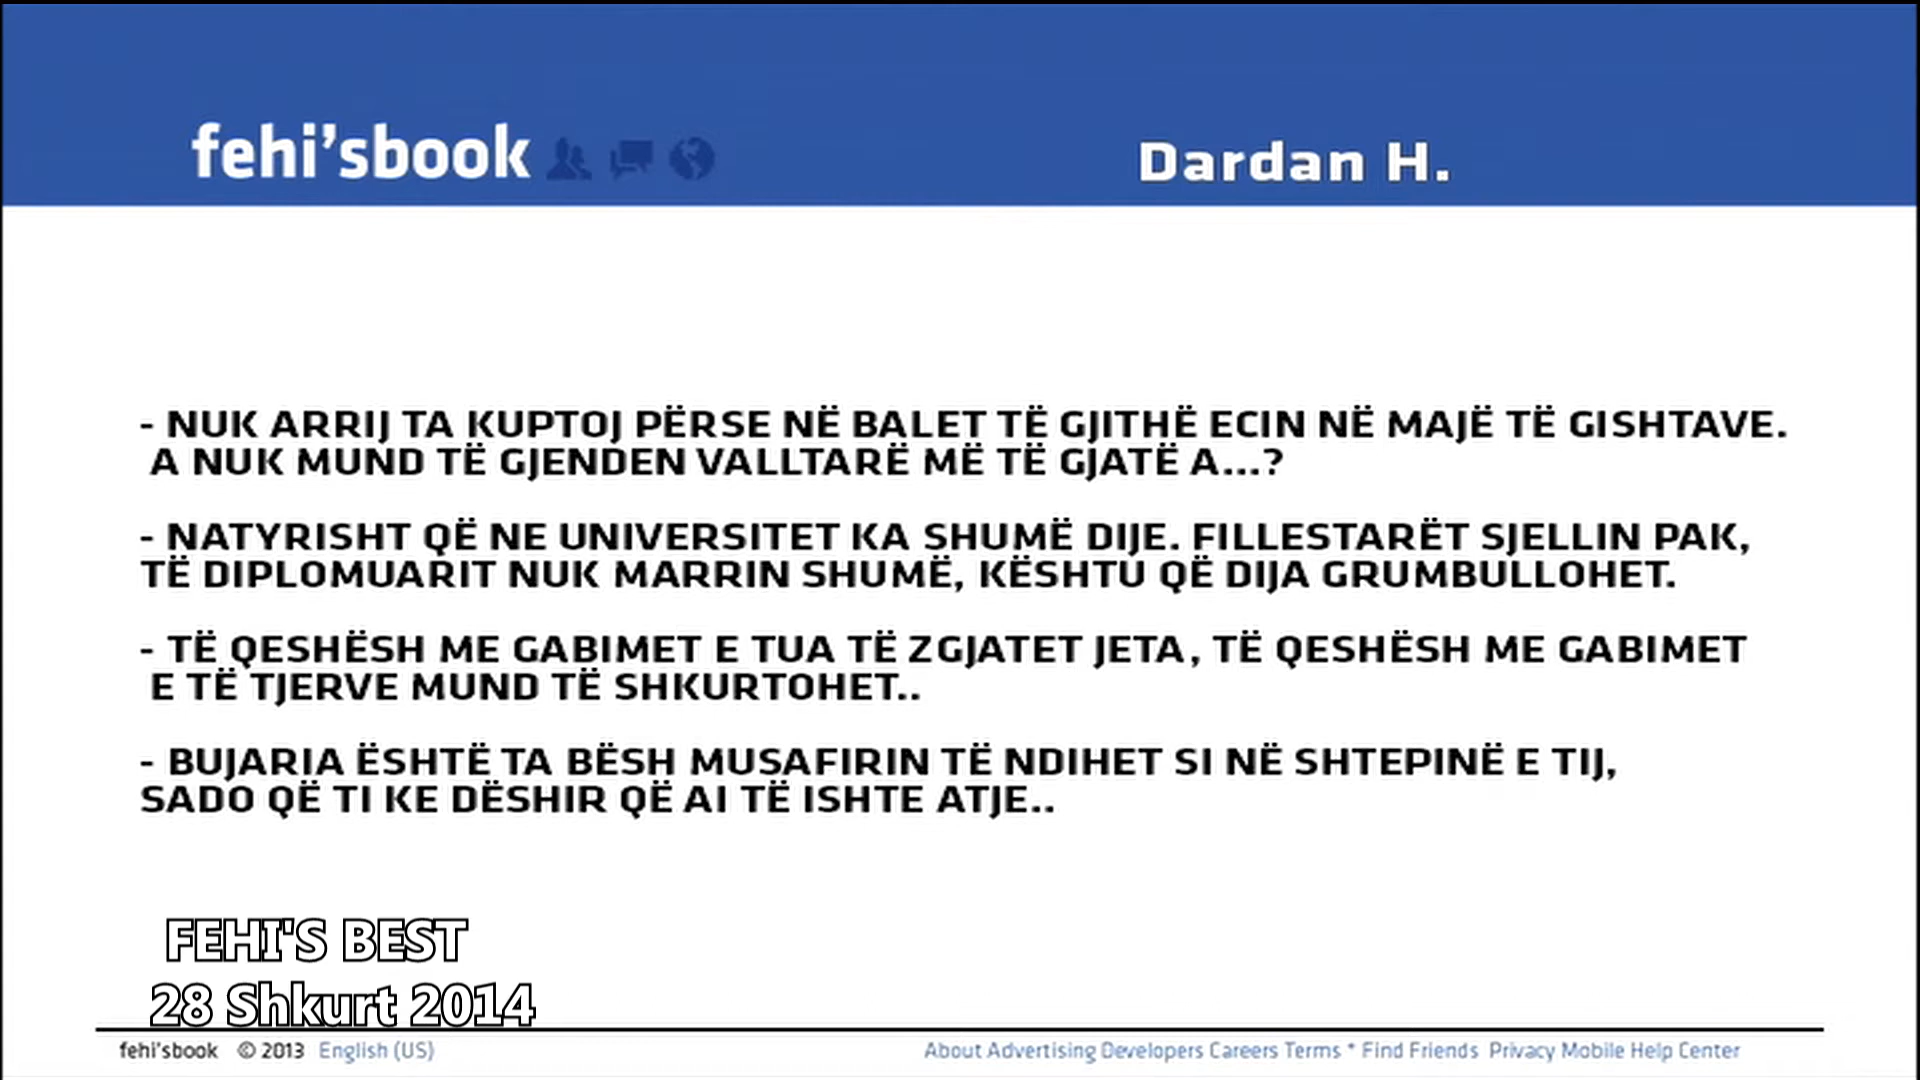 fehi'sbook
Dardan H.
- NUK ARRIJ TA KUPTOJ PËRSE NË BALET TË GJITHË ECIN NË MAJË TË GISHTAVE.
A NUK MUND TË GJENDEN VALLTARË MË TË GJATË A...?
- NATYRISHT QË NE UNIVERSITET KA SHUMË DIJE. FILLESTARËT SJELLIN PAK,
TË DIPLOMUARIT NUK MARRIN SHUMË, KËSHTU QË DIJA GRUMBULLOHET.
- TË QESHËSH ME GABIMET E TUA TË ZGJATET JETA, TË QESHËSH ME GABIMET
E TË TJERVE MUND TË SHKURTOHET..
- BUJARIA ËSHTË TA BËSH MUSAFIRIN TË NDIHET SI NË SHTEPINË E TIJ,
SADO QË TI KE DËSHIR QË AI TË ISHTE ATJE..
FEHI'S BEST
28 Shkurt 2014
fehi'sbook © 2013 English (US)
About Advertising Developers Careers Terms * Find Friends Privacy Mobile Help Center